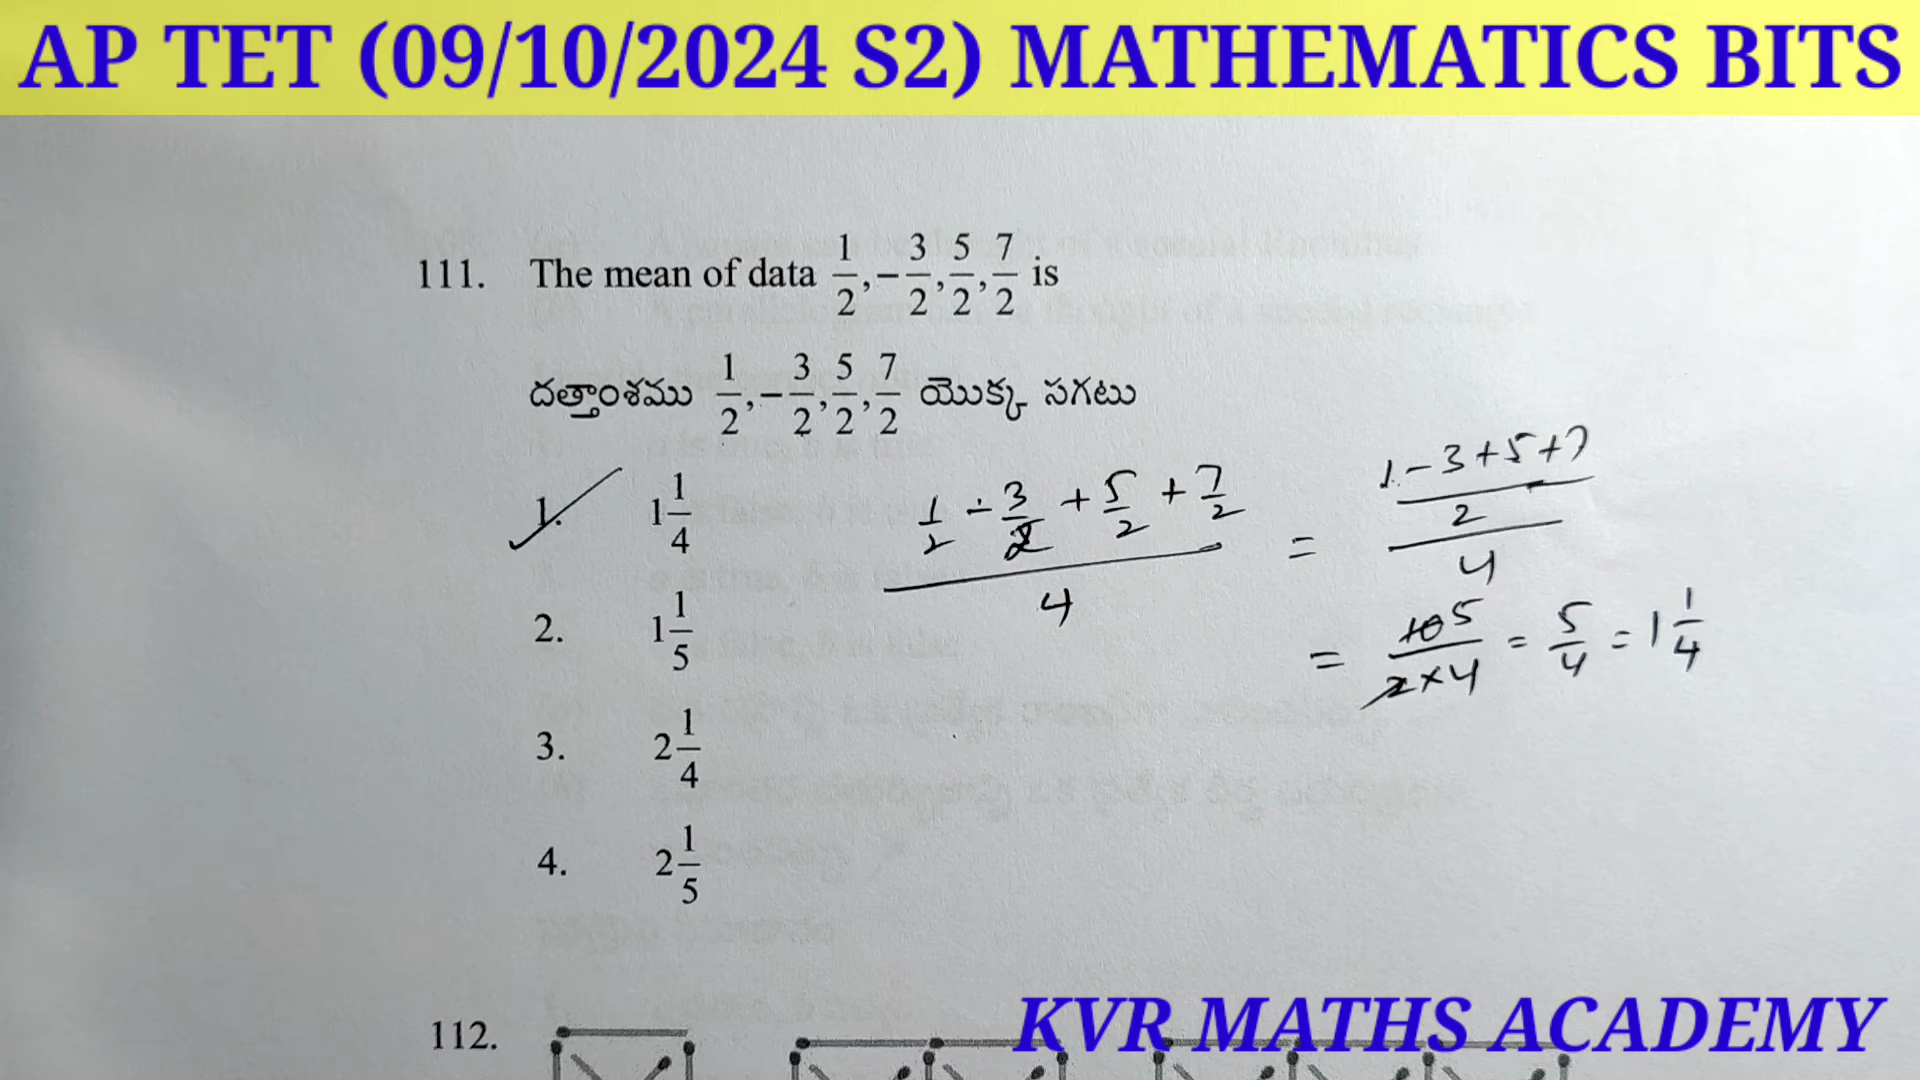 AP TET (09/10/2024 S2) MATHEMATICS BITS
111. The mean of data 1/2, -3/2, 5/2, 7/2 is
దత్తాంశము 1/2, -3/2, 5/2, 7/2 యొక్క సగటు
1. 1 1/4
2. 1 1/5
3. 2 1/4
4. 2 1/5
(1/2 - 3/2 + 5/2 + 7/2)/4 = ((1-3+5+7)/2)/4
= 10 5/(2×4) = 5/4 = 1 1/4
112.
KVR MATHS ACADEMY